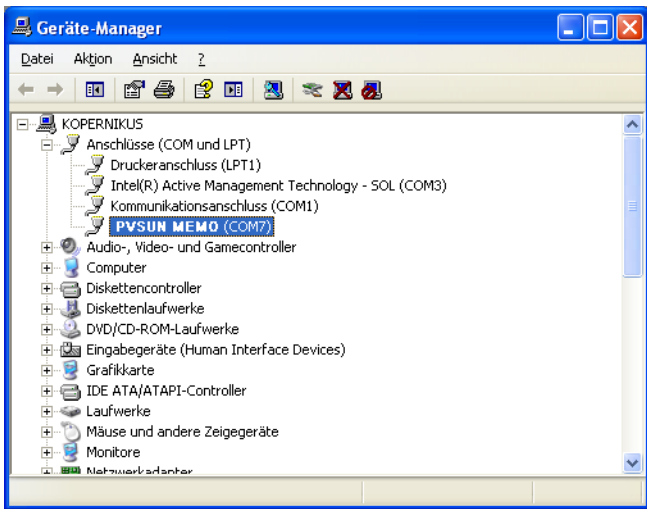 Geräte-Manager
Datei Aktion Ansicht ?
KOPERNIKUS
Anschlüsse (COM und LPT)
Druckeranschluss (LPT1)
Intel(R) Active Management Technology - SOL (COM3)
Kommunikationsanschluss (COM1)
PVSUN MEMO (COM7)
Audio-, Video- und Gamecontroller
Computer
Diskettencontroller
Diskettenlaufwerke
DVD/CD-ROM-Laufwerke
Eingabegeräte (Human Interface Devices)
Grafikkarte
IDE ATA/ATAPI-Controller
Laufwerke
Mäuse und andere Zeigegeräte
Monitore
Netzwerkadapter